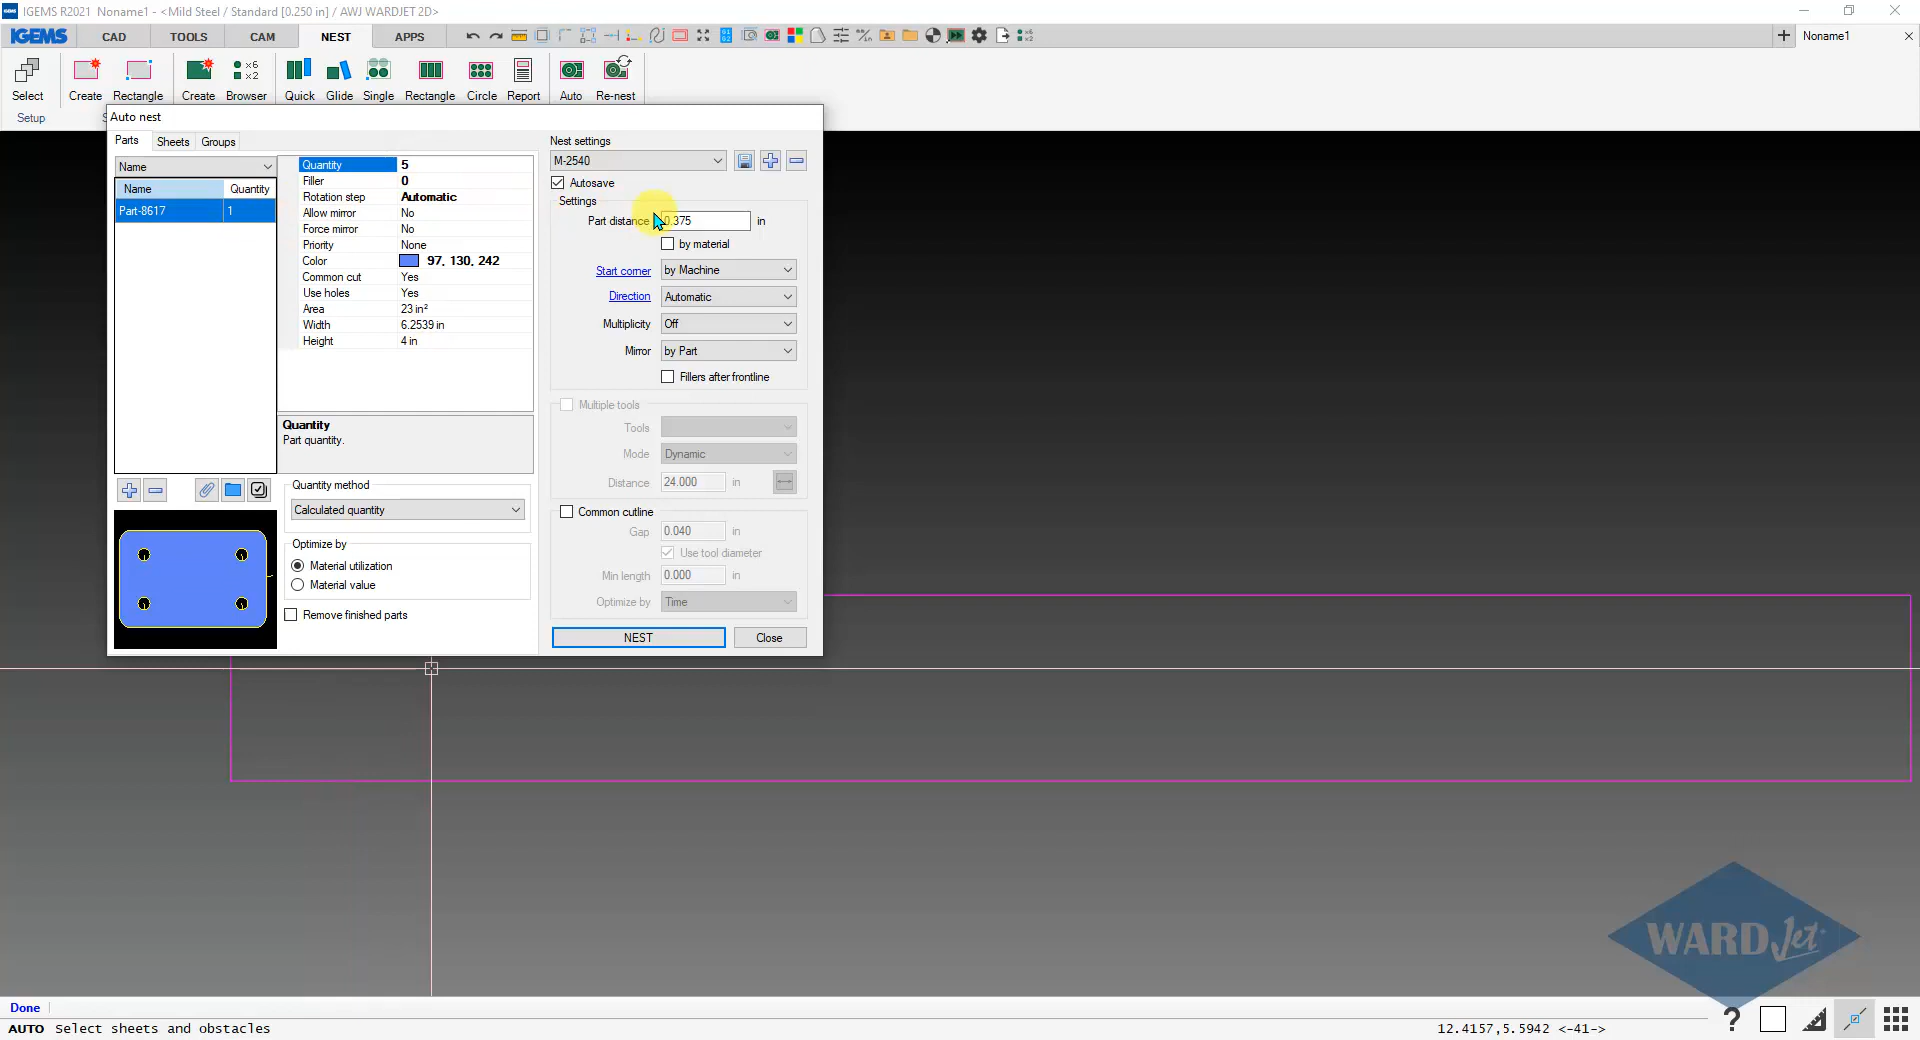 IGEMS R2021 Noname1 - <Mild Steel / Standard [0.250 in] / AWJ WARDJET 2D>
IGEMS CAD TOOLS CAM NEST APPS Noname1
Select Create Rectangle Create Browser Quick Glide Single Rectangle Circle Report Auto Re-nest
x6
x2
Setup S
Auto nest
Parts Sheets Groups
Name
Name Quantity
Part-8617 1
Quantity 5
Filler 0
Rotation step Automatic
Allow mirror No
Force mirror No
Priority None
Color 97, 130, 242
Common cut Yes
Use holes Yes
Area 23 in²
Width 6.2539 in
Height 4 in
Quantity
Part quantity.
Quantity method
Calculated quantity
Optimize by
Material utilization
Material value
Remove finished parts
Nest settings
M-2540
Autosave
Settings
Part distance 0.375 in
by material
Start corner by Machine
Direction Automatic
Multiplicity Off
Mirror by Part
Fillers after frontline
Multiple tools
Tools
Mode Dynamic
Distance 24.000 in
Common cutline
Gap 0.040 in
Use tool diameter
Min length 0.000 in
Optimize by Time
NEST Close
WARDJet
Done
AUTO Select sheets and obstacles
12.4157,5.5942 <-41->
?